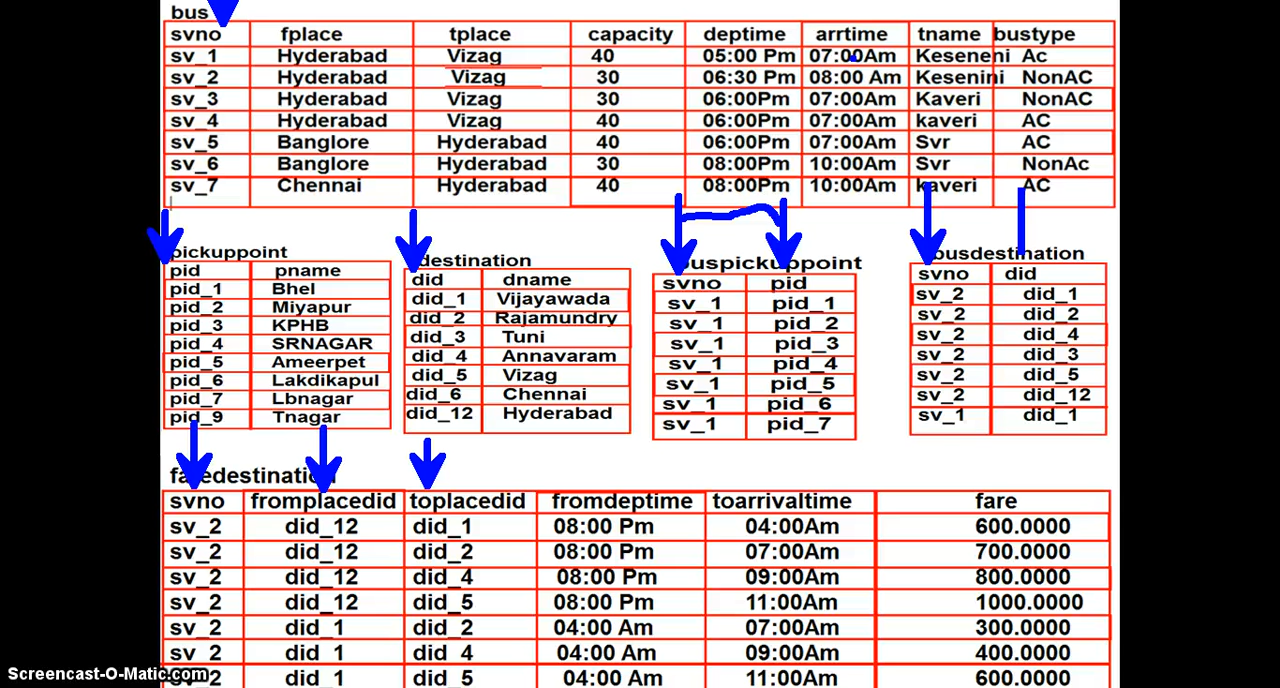 bus
svno fplace tplace capacity deptime arrtime tname bustype
sv_1 Hyderabad Vizag 40 05:00 Pm 07:00Am Keseneni Ac
sv_2 Hyderabad Vizag 30 06:30 Pm 08:00 Am Kesenini NonAC
sv_3 Hyderabad Vizag 30 06:00Pm 07:00Am Kaveri NonAC
sv_4 Hyderabad Vizag 40 06:00Pm 07:00Am kaveri AC
sv_5 Banglore Hyderabad 40 06:00Pm 07:00Am Svr AC
sv_6 Banglore Hyderabad 30 08:00Pm 10:00Am Svr NonAc
sv_7 Chennai Hyderabad 40 08:00Pm 10:00Am kaveri AC
pickuppoint
pid pname
pid_1 Bhel
pid_2 Miyapur
pid_3 KPHB
pid_4 SRNAGAR
pid_5 Ameerpet
pid_6 Lakdikapul
pid_7 Lbnagar
pid_9 Tnagar
destination
did dname
did_1 Vijayawada
did_2 Rajamundry
did_3 Tuni
did_4 Annavaram
did_5 Vizag
did_6 Chennai
did_12 Hyderabad
buspickuppoint
svno pid
sv_1 pid_1
sv_1 pid_2
sv_1 pid_3
sv_1 pid_4
sv_1 pid_5
sv_1 pid_6
sv_1 pid_7
busdestination
svno did
sv_2 did_1
sv_2 did_2
sv_2 did_4
sv_2 did_3
sv_2 did_5
sv_2 did_12
sv_1 did_1
faredestination
svno fromplacedid toplacedid fromdeptime toarrivaltime fare
sv_2 did_12 did_1 08:00 Pm 04:00Am 600.0000
sv_2 did_12 did_2 08:00 Pm 07:00Am 700.0000
sv_2 did_12 did_4 08:00 Pm 09:00Am 800.0000
sv_2 did_12 did_5 08:00 Pm 11:00Am 1000.0000
sv_2 did_1 did_2 04:00 Am 07:00Am 300.0000
sv_2 did_1 did_4 04:00 Am 09:00Am 400.0000
sv_2 did_1 did_5 04:00 Am 11:00Am 600.0000
Screencast-O-Matic.com